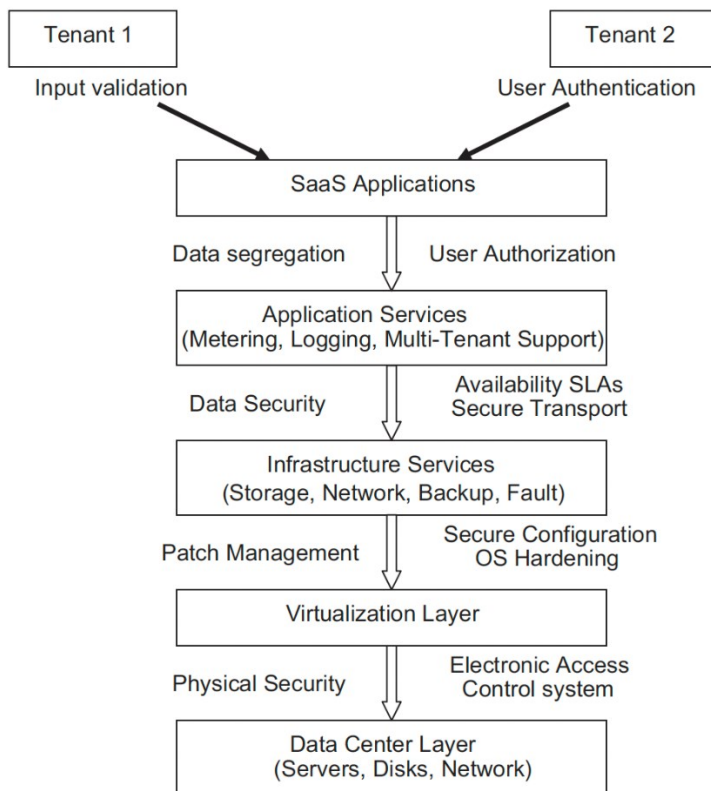 Tenant 1
Tenant 2
Input validation
User Authentication
SaaS Applications
Data segregation
User Authorization
Application Services
(Metering, Logging, Multi-Tenant Support)
Data Security
Availability SLAs
Secure Transport
Infrastructure Services
(Storage, Network, Backup, Fault)
Patch Management
Secure Configuration
OS Hardening
Virtualization Layer
Physical Security
Electronic Access
Control system
Data Center Layer
(Servers, Disks, Network)